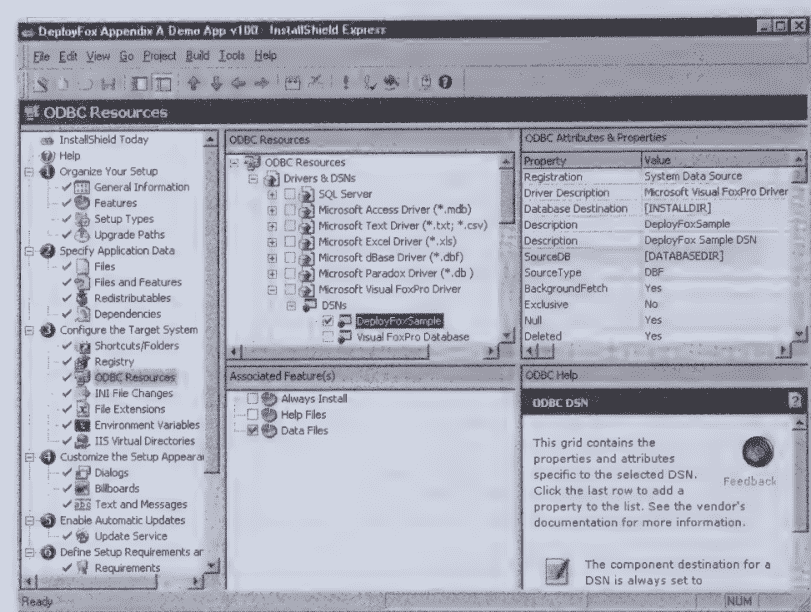 DeployFox Appendix A Demo App v100 - InstallShield Express
File Edit View Go Project Build Tools Help
ODBC Resources
InstallShield Today
Help
1 Organize Your Setup
General Information
Features
Setup Types
Upgrade Paths
2 Specify Application Data
Files
Files and Features
Redistributables
Dependencies
3 Configure the Target System
Shortcuts/Folders
Registry
ODBC Resources
INI File Changes
File Extensions
Environment Variables
IIS Virtual Directories
4 Customize the Setup Appearar
Dialogs
Billboards
Text and Messages
5 Enable Automatic Updates
Update Service
6 Define Setup Requirements ar
Requirements
ODBC Resources
ODBC Resources
Drivers & DSNs
SQL Server
Microsoft Access Driver (*.mdb)
Microsoft Text Driver (*.txt; *.csv)
Microsoft Excel Driver (*.xls)
Microsoft dBase Driver (*.dbf)
Microsoft Paradox Driver (*.db )
Microsoft Visual FoxPro Driver
DSNs
DeployFoxSample
Visual FoxPro Database
Associated Feature(s)
Always Install
Help Files
Data Files
ODBC Attributes & Properties
Property Value
Registration System Data Source
Driver Description Microsoft Visual FoxPro Driver
Database Destination [INSTALLDIR]
Description DeployFoxSample
Description DeployFox Sample DSN
SourceDB [DATABASEDIR]
SourceType DBF
BackgroundFetch Yes
Exclusive No
Null Yes
Deleted Yes
ODBC Help
ODBC DSN
This grid contains the
properties and attributes
specific to the selected DSN.
Click the last row to add a
property to the list. See the vendor's
documentation for more information.
Feedback
The component destination for a
DSN is always set to
Ready
NUM